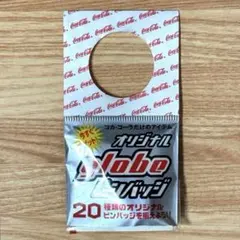 Coca-Cola
コカ・コーラだけのアイテム
オリジナル
globe
ピンバッジ
20 種類のオリジナル
ピンバッジを揃えよう!